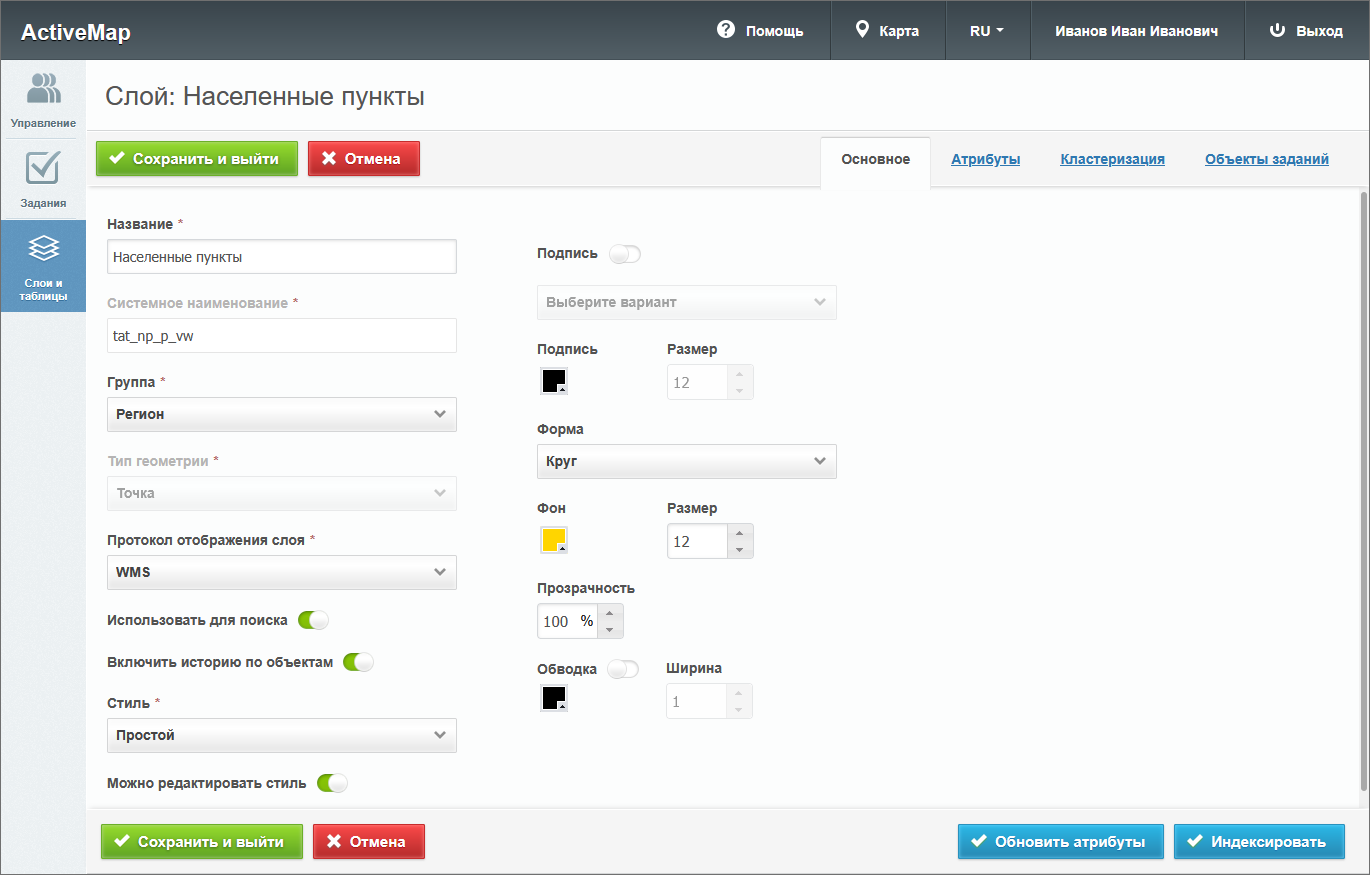 ActiveMap
Помощь
Карта
RU
Иванов Иван Иванович
Выход
Управление
Задания
Слои и
таблицы
Слой: Населенные пункты
Сохранить и выйти
Отмена
Основное
Атрибуты
Кластеризация
Объекты заданий
Название *
Населенные пункты
Системное наименование *
tat_np_p_vw
Группа *
Регион
Тип геометрии *
Точка
Протокол отображения слоя *
WMS
Использовать для поиска
Включить историю по объектам
Стиль *
Простой
Можно редактировать стиль
Подпись
Выберите вариант
Подпись
Размер
12
Форма
Круг
Фон
Размер
12
Прозрачность
100 %
Обводка
Ширина
1
Сохранить и выйти
Отмена
Обновить атрибуты
Индексировать